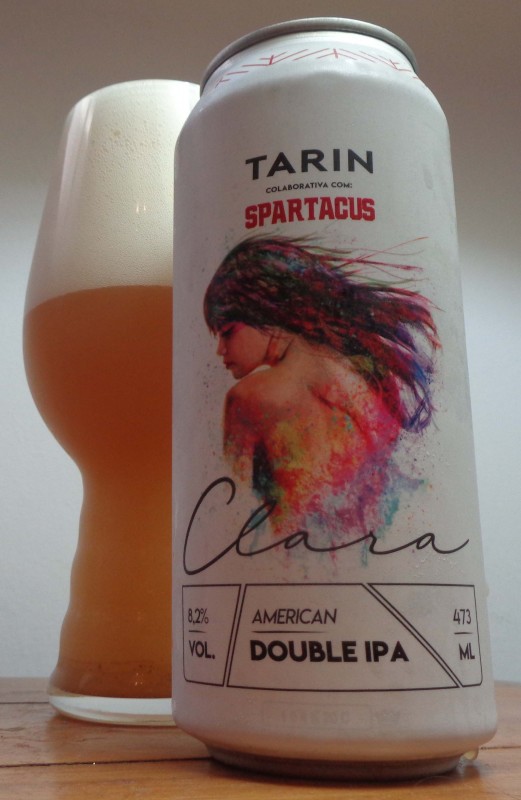 TARIN
COLABORATIVA COM:
SPARTACUS
Clara
8,2%
VOL.
AMERICAN
DOUBLE IPA
473
ML